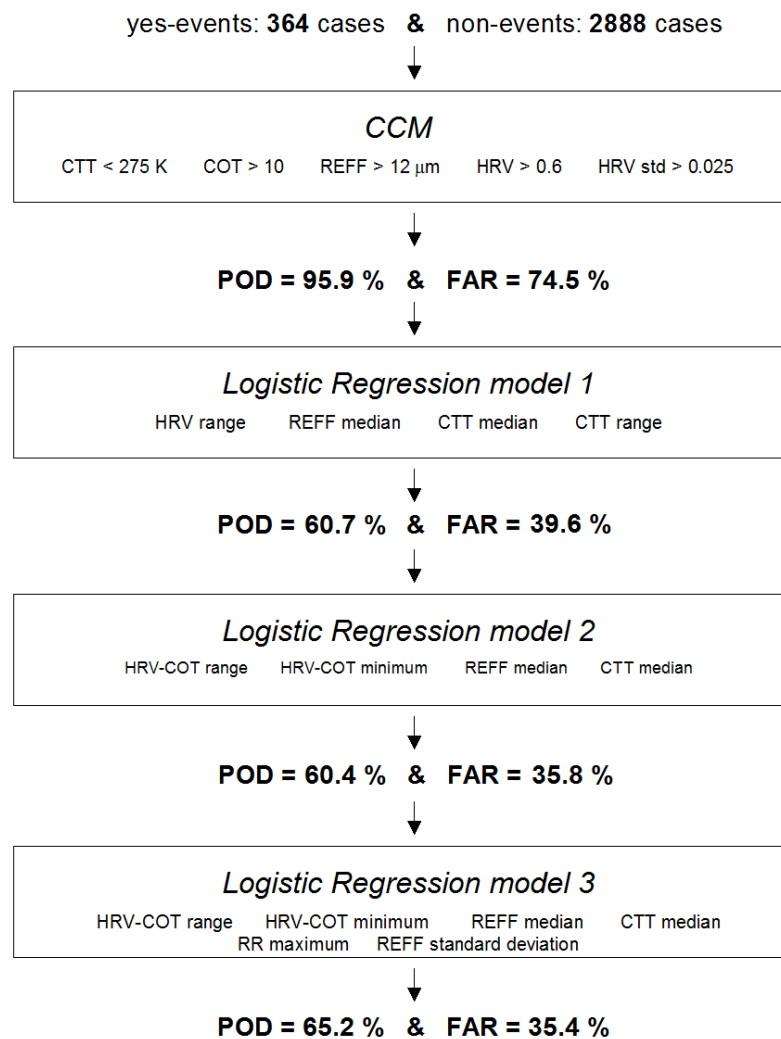 yes-events: 364 cases & non-events: 2888 cases
CCM
CTT < 275 K COT > 10 REFF > 12 μm HRV > 0.6 HRV std > 0.025
POD = 95.9 % & FAR = 74.5 %
Logistic Regression model 1
HRV range REFF median CTT median CTT range
POD = 60.7 % & FAR = 39.6 %
Logistic Regression model 2
HRV-COT range HRV-COT minimum REFF median CTT median
POD = 60.4 % & FAR = 35.8 %
Logistic Regression model 3
HRV-COT range HRV-COT minimum REFF median CTT median
RR maximum REFF standard deviation
POD = 65.2 % & FAR = 35.4 %